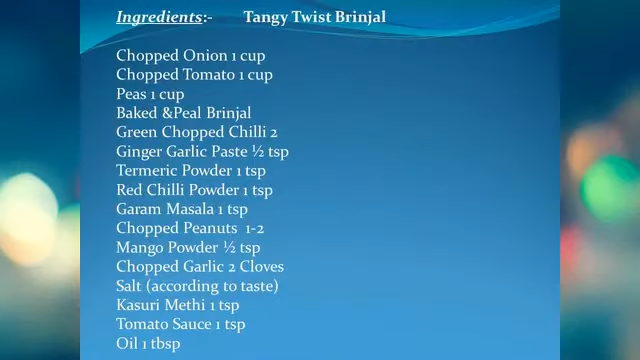 Ingredients:- Tangy Twist Brinjal
Chopped Onion 1 cup
Chopped Tomato 1 cup
Peas 1 cup
Baked &Peal Brinjal
Green Chopped Chilli 2
Ginger Garlic Paste ½ tsp
Termeric Powder 1 tsp
Red Chilli Powder 1 tsp
Garam Masala 1 tsp
Chopped Peanuts 1-2
Mango Powder ½ tsp
Chopped Garlic 2 Cloves
Salt (according to taste)
Kasuri Methi 1 tsp
Tomato Sauce 1 tsp
Oil 1 tbsp